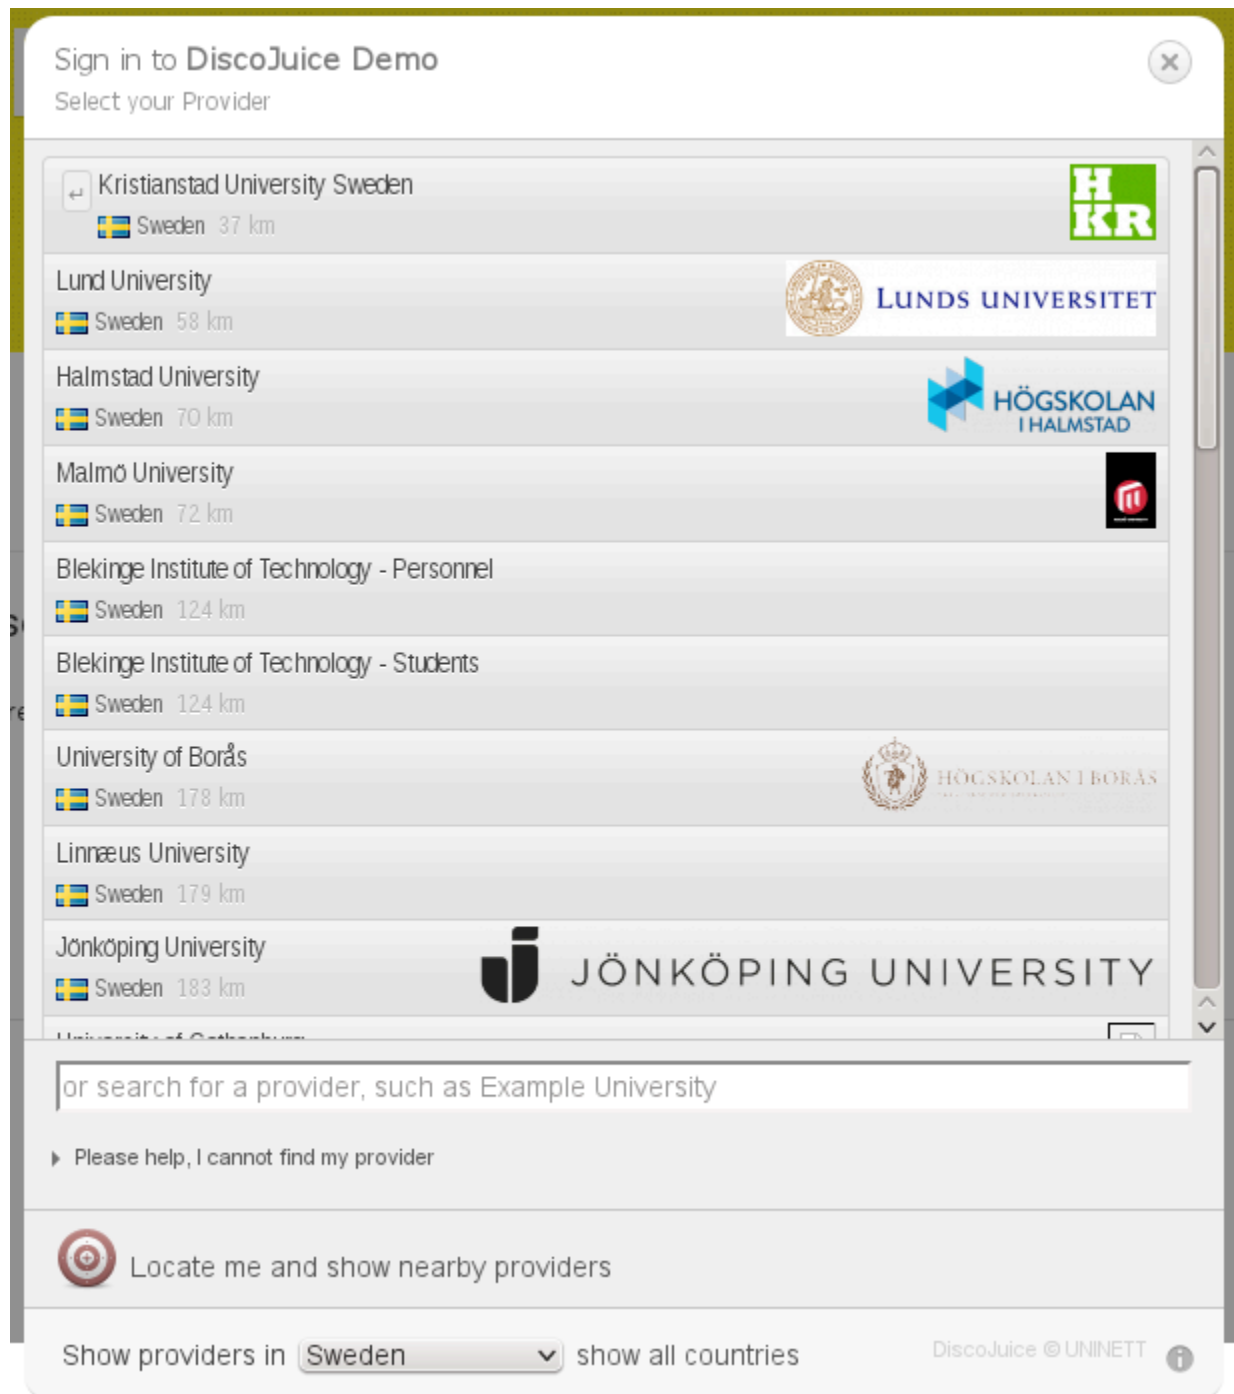 Sign in to DiscoJuice Demo
Select your Provider
Kristianstad University Sweden
Sweden 37 km
HKR
Lund University
Sweden 58 km
LUNDS UNIVERSITET
Halmstad University
Sweden 70 km
HÖGSKOLAN
I HALMSTAD
Malmö University
Sweden 72 km
Blekinge Institute of Technology - Personnel
Sweden 124 km
Blekinge Institute of Technology - Students
Sweden 124 km
University of Borås
Sweden 178 km
HÖGSKOLAN I BORÅS
Linnæus University
Sweden 179 km
Jönköping University
Sweden 183 km
JÖNKÖPING UNIVERSITY
or search for a provider, such as Example University
Please help, I cannot find my provider
Locate me and show nearby providers
Show providers in Sweden show all countries
DiscoJuice © UNINETT